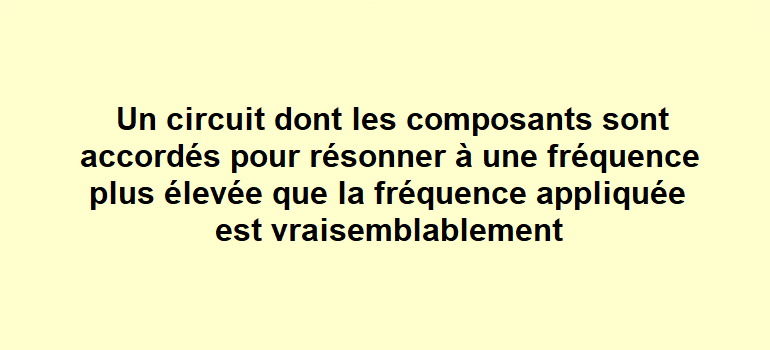 Un circuit dont les composants sont
accordés pour résonner à une fréquence
plus élevée que la fréquence appliquée
est vraisemblablement